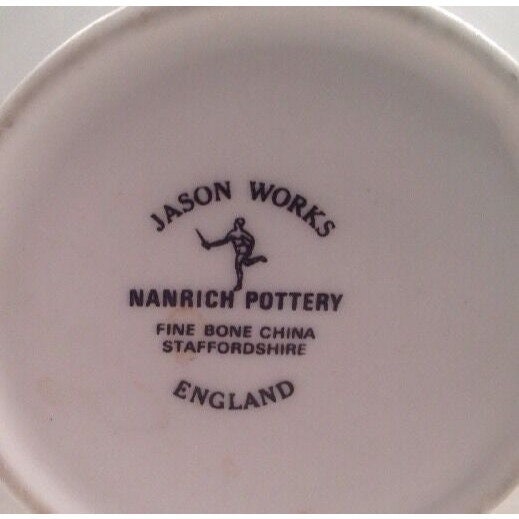 JASON WORKS
NANRICH POTTERY
FINE BONE CHINA
STAFFORDSHIRE
ENGLAND